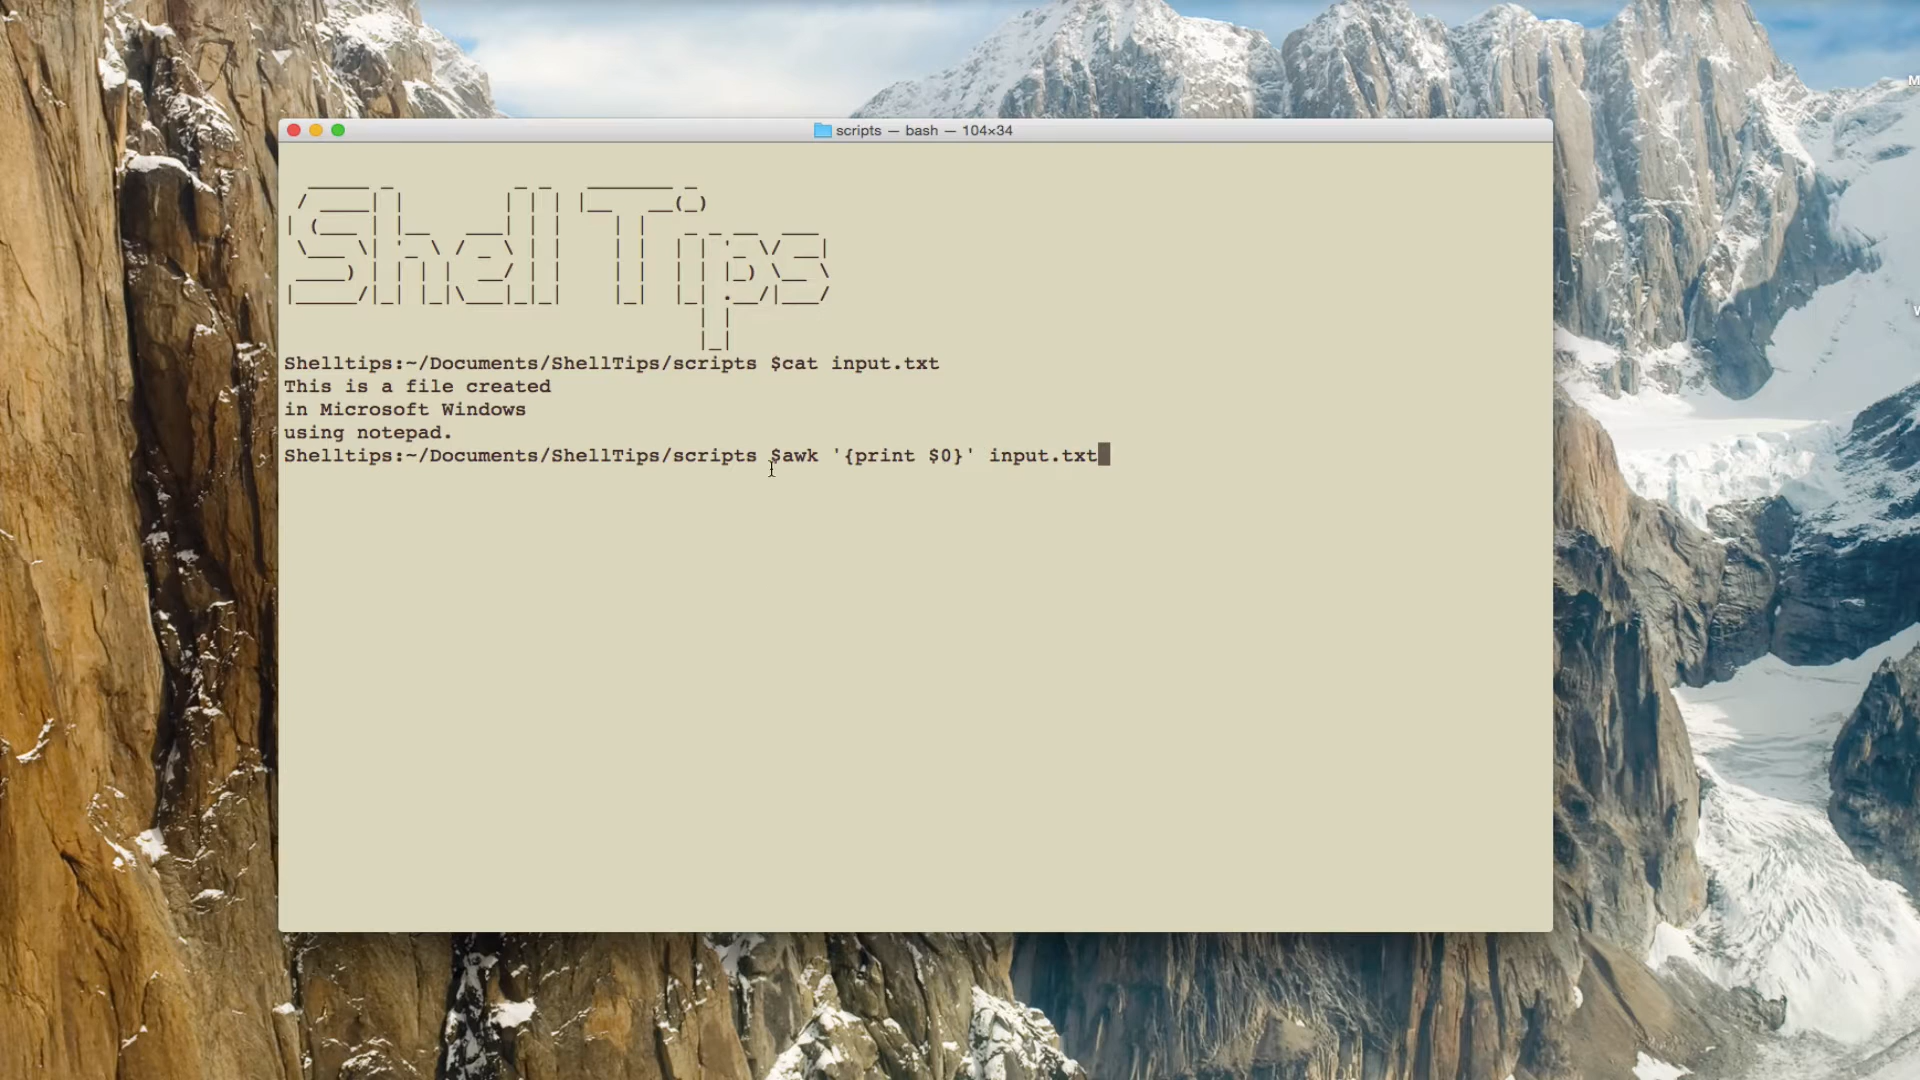 scripts — bash — 104×34
Shell Tips
Shelltips:~/Documents/ShellTips/scripts $cat input.txt
This is a file created
in Microsoft Windows
using notepad.
Shelltips:~/Documents/ShellTips/scripts $awk '{print $0}' input.txt